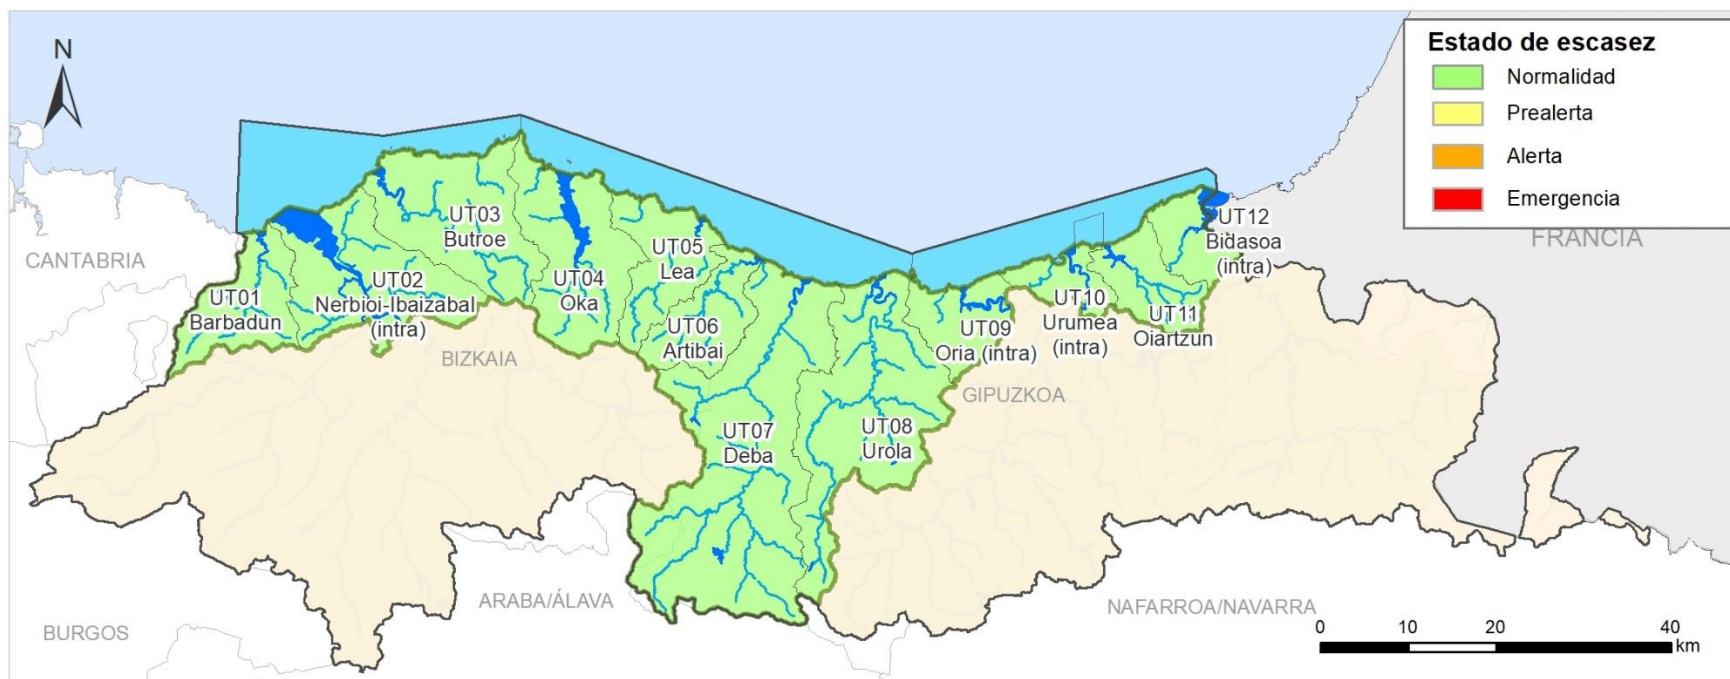 N
Estado de escasez
Normalidad
Prealerta
Alerta
Emergencia
FRANCIA
CANTABRIA
UT01
Barbadun
UT02
Nerbioi-Ibaizabal
(intra)
UT03
Butroe
UT04
Oka
UT05
Lea
UT06
Artibai
UT07
Deba
UT08
Urola
UT09
Oria (intra)
UT10
Urumea
(intra)
UT11
Oiartzun
UT12
Bidasoa
(intra)
BIZKAIA
GIPUZKOA
ARABA/ÁLAVA
NAFARROA/NAVARRA
BURGOS
0 10 20 40
km